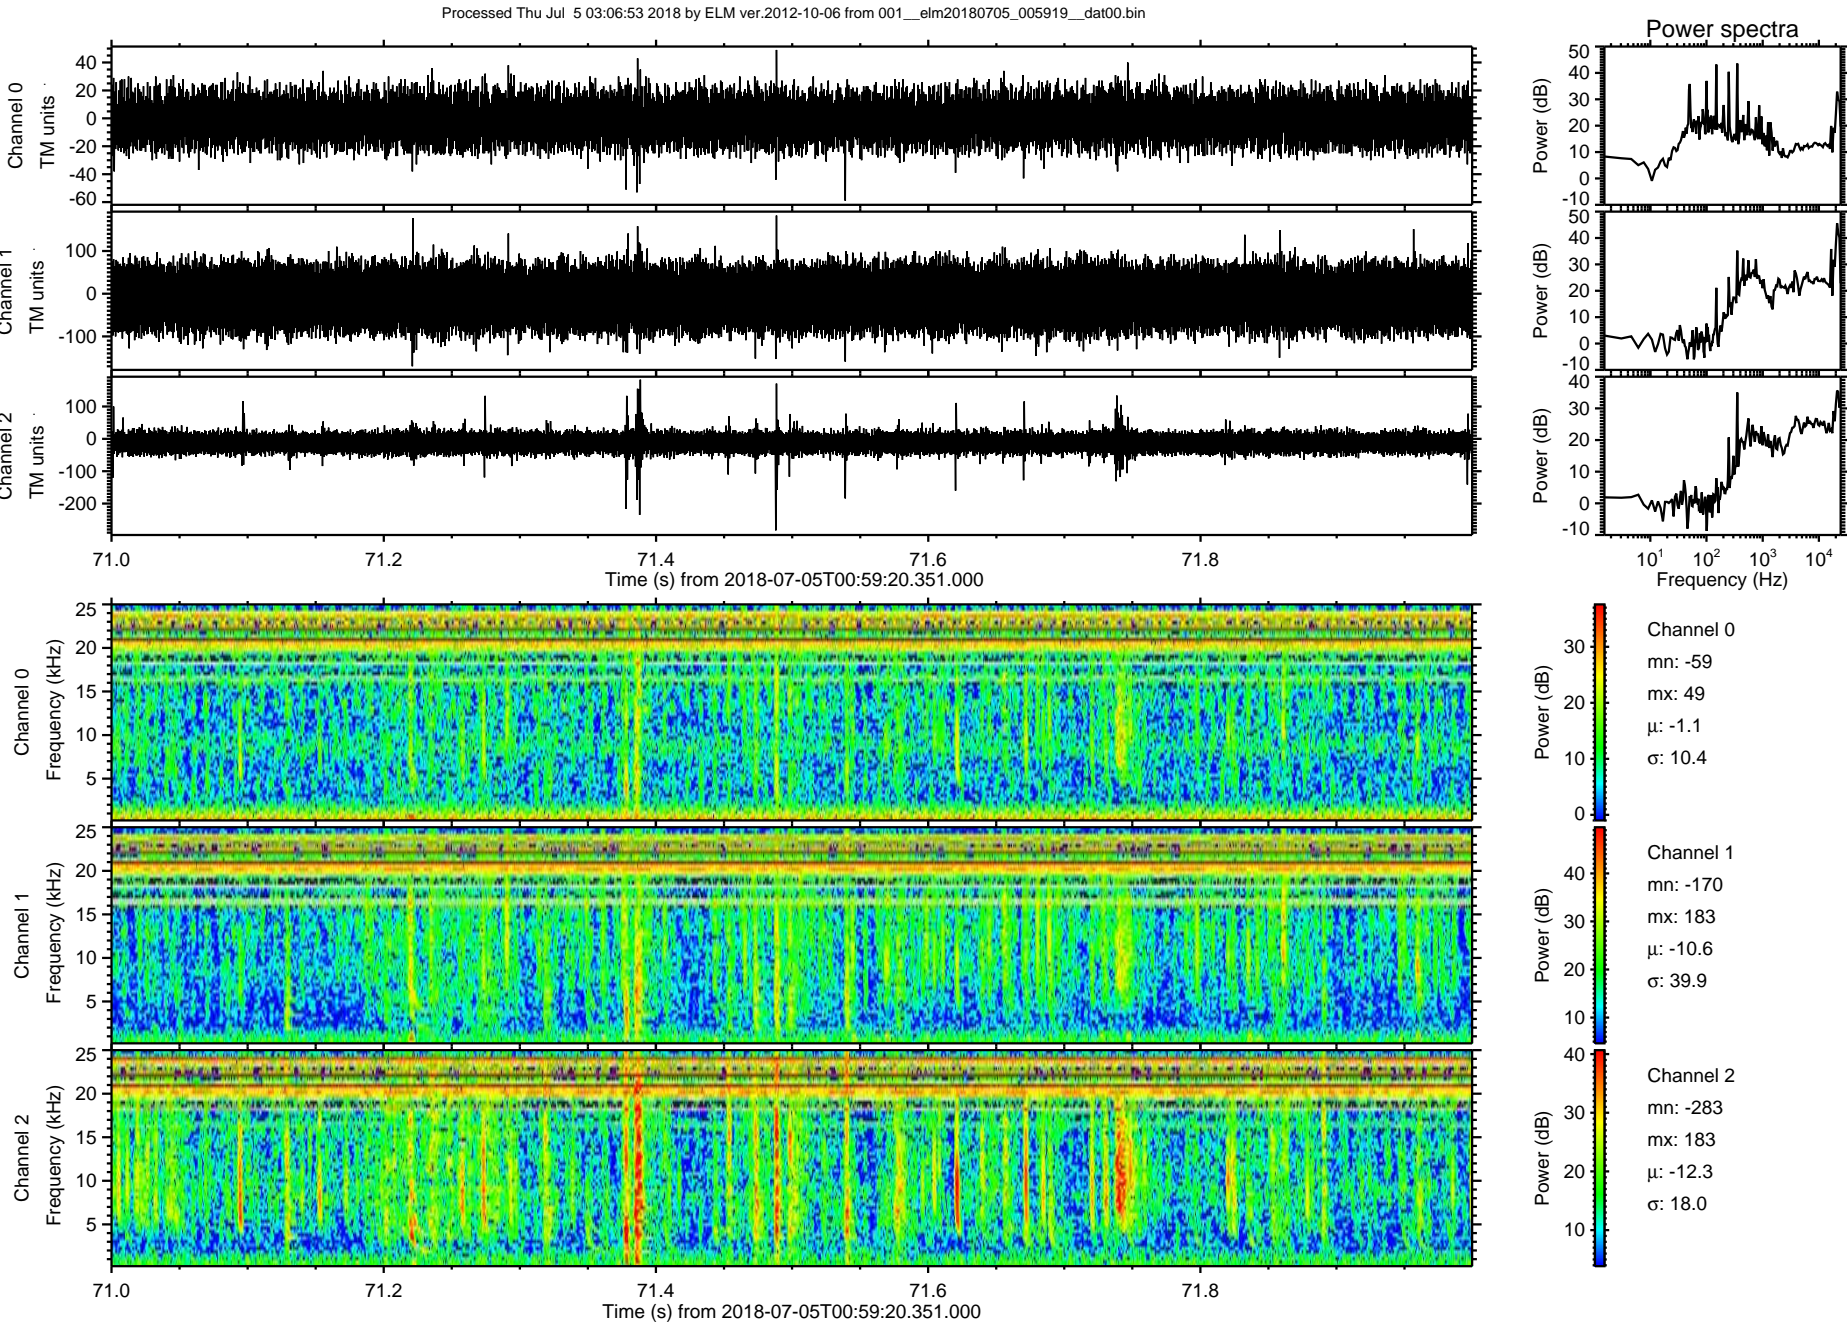 Processed Thu Jul  5 03:06:53 2018 by ELM ver.2012-10-06 from 001__elm20180705_005919__dat00.bin
Power spectra
Channel 0
TM units
40
20
0
-20
-40
-60
Power (dB)
50
40
30
20
10
0
-10
Channel 1
TM units
100
0
-100
Power (dB)
50
40
30
20
10
0
-10
Channel 2
TM units
100
0
-100
-200
Power (dB)
40
30
20
10
0
-10
71.0 71.2 71.4 71.6 71.8
Time (s) from 2018-07-05T00:59:20.351.000
10^1 10^2 10^3 10^4
Frequency (Hz)
Channel 0
Frequency (kHz)
25
20
15
10
5
Power (dB)
30
20
10
0
Channel 0
mn: -59
mx: 49
μ: -1.1
σ: 10.4
Channel 1
Frequency (kHz)
25
20
15
10
5
Power (dB)
40
30
20
10
Channel 1
mn: -170
mx: 183
μ: -10.6
σ: 39.9
Channel 2
Frequency (kHz)
25
20
15
10
5
Power (dB)
40
30
20
10
Channel 2
mn: -283
mx: 183
μ: -12.3
σ: 18.0
71.0 71.2 71.4 71.6 71.8
Time (s) from 2018-07-05T00:59:20.351.000